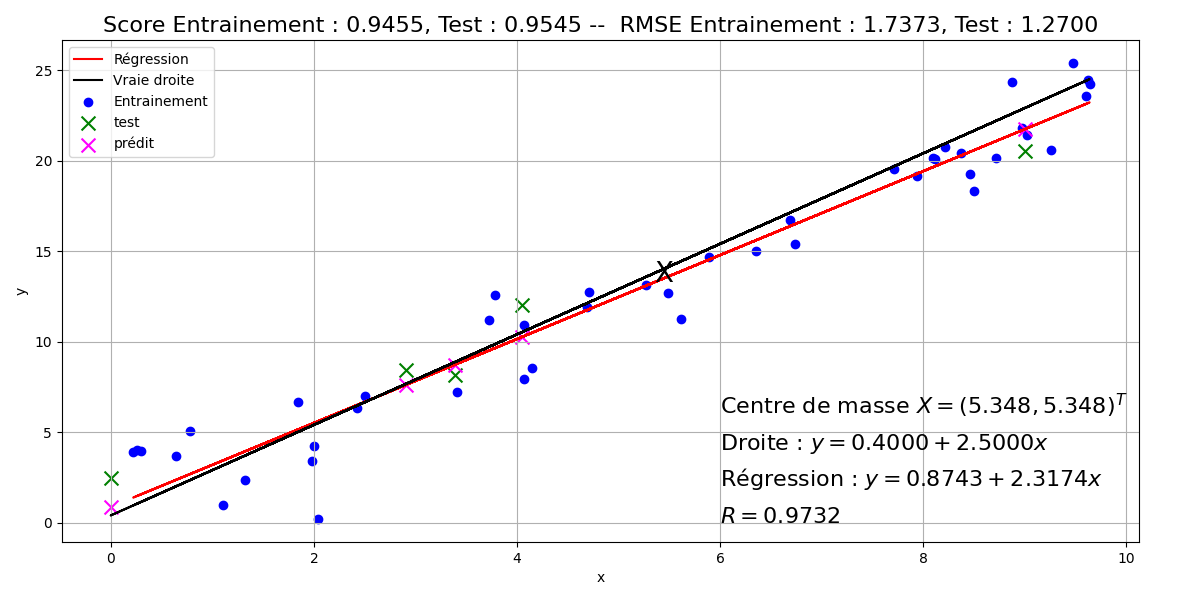 Score Entrainement : 0.9455, Test : 0.9545 --  RMSE Entrainement : 1.7373, Test : 1.2700
Régression
Vraie droite
Entrainement
test
prédit
25
20
15
10
5
0
y
Centre de masse X = (5.348, 5.348)^T
Droite : y = 0.4000 + 2.5000x
Régression : y = 0.8743 + 2.3174x
R = 0.9732
0 2 4 6 8 10
x